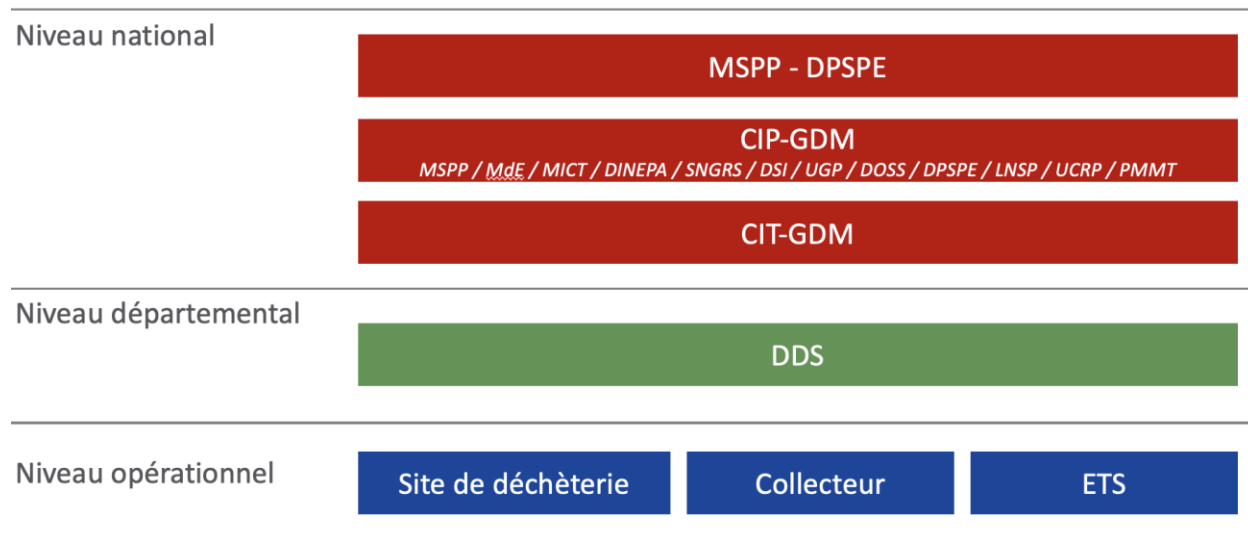 Niveau national
MSPP - DPSPE
CIP-GDM
MSPP / MdE / MICT / DINEPA / SNGRS / DSI / UGP / DOSS / DPSPE / LNSP / UCRP / PMMT
CIT-GDM
Niveau départemental
DDS
Niveau opérationnel
Site de déchèterie
Collecteur
ETS